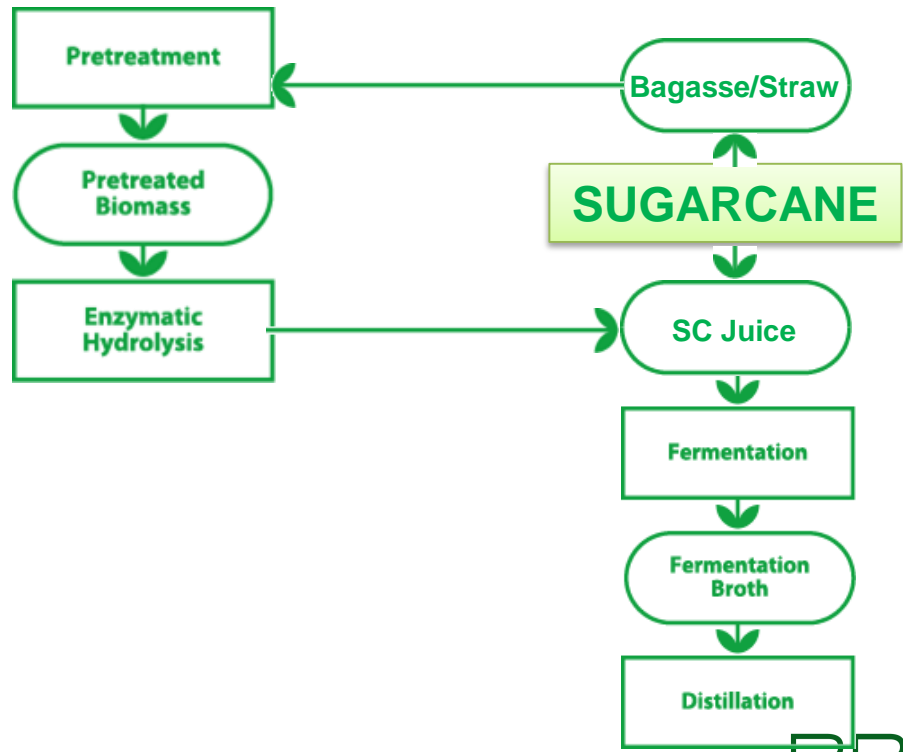 Pretreatment
Bagasse/Straw
Pretreated
Biomass
SUGARCANE
Enzymatic
Hydrolysis
SC Juice
Fermentation
Fermentation
Broth
Distillation